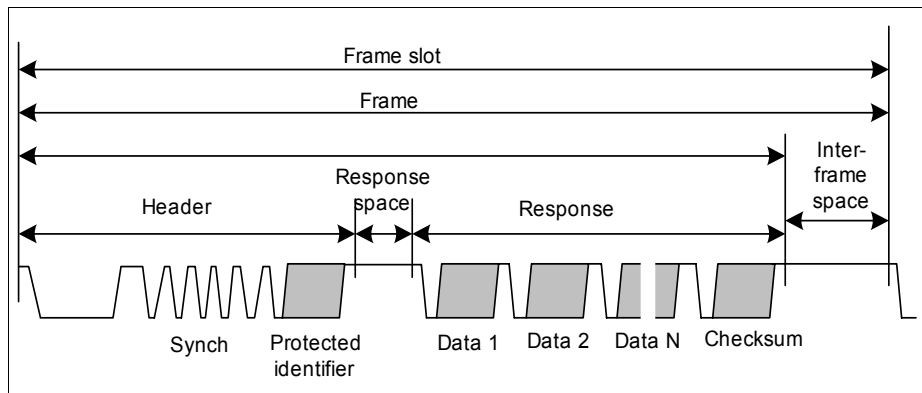 Frame slot
Frame
Inter-
frame
space
Response
space
Header
Response
Synch
Protected
identifier
Data 1
Data 2
Data N
Checksum